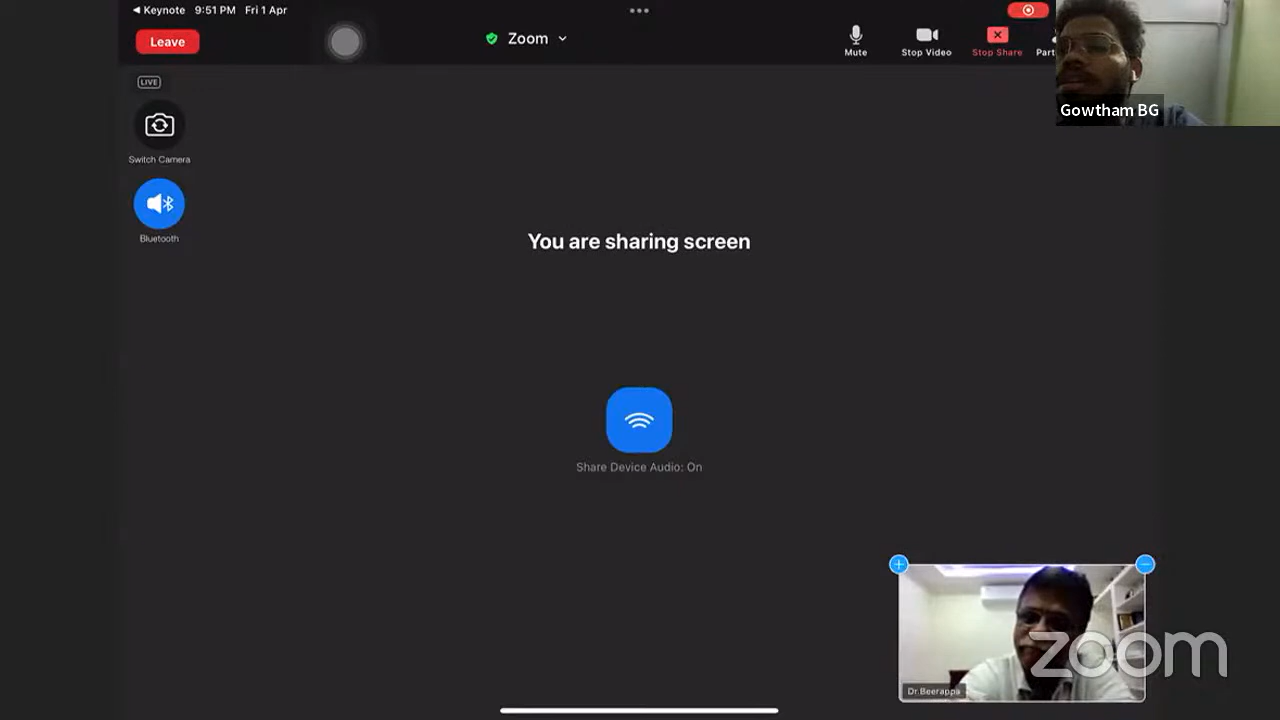 ◀ Keynote 9:51 PM Fri 1 Apr
Leave
Zoom
Mute
Stop Video
Stop Share
Part
Gowtham BG
LIVE
Switch Camera
Bluetooth
You are sharing screen
Share Device Audio: On
Dr.Beerappa
zoom